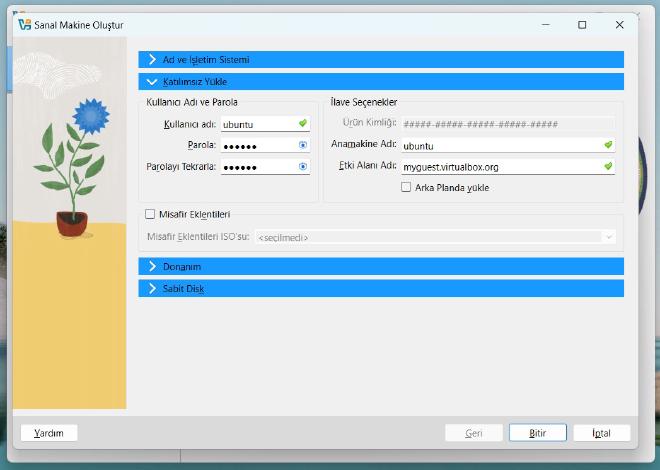 Sanal Makine Oluştur
Ad ve İşletim Sistemi
Katılımsız Yükle
Kullanıcı Adı ve Parola
Kullanıcı adı: ubuntu
Parola: ●●●●●●
Parolayı Tekrarla: ●●●●●●
İlave Seçenekler
Ürün Kimliği: #####-#####-#####-#####-#####
Anamakine Adı: ubuntu
Etki Alanı Adı: myguest.virtualbox.org
Arka Planda yükle
Misafir Eklentileri
Misafir Eklentileri ISO'su: <seçilmedi>
Donanım
Sabit Disk
Yardım
Geri
Bitir
İptal